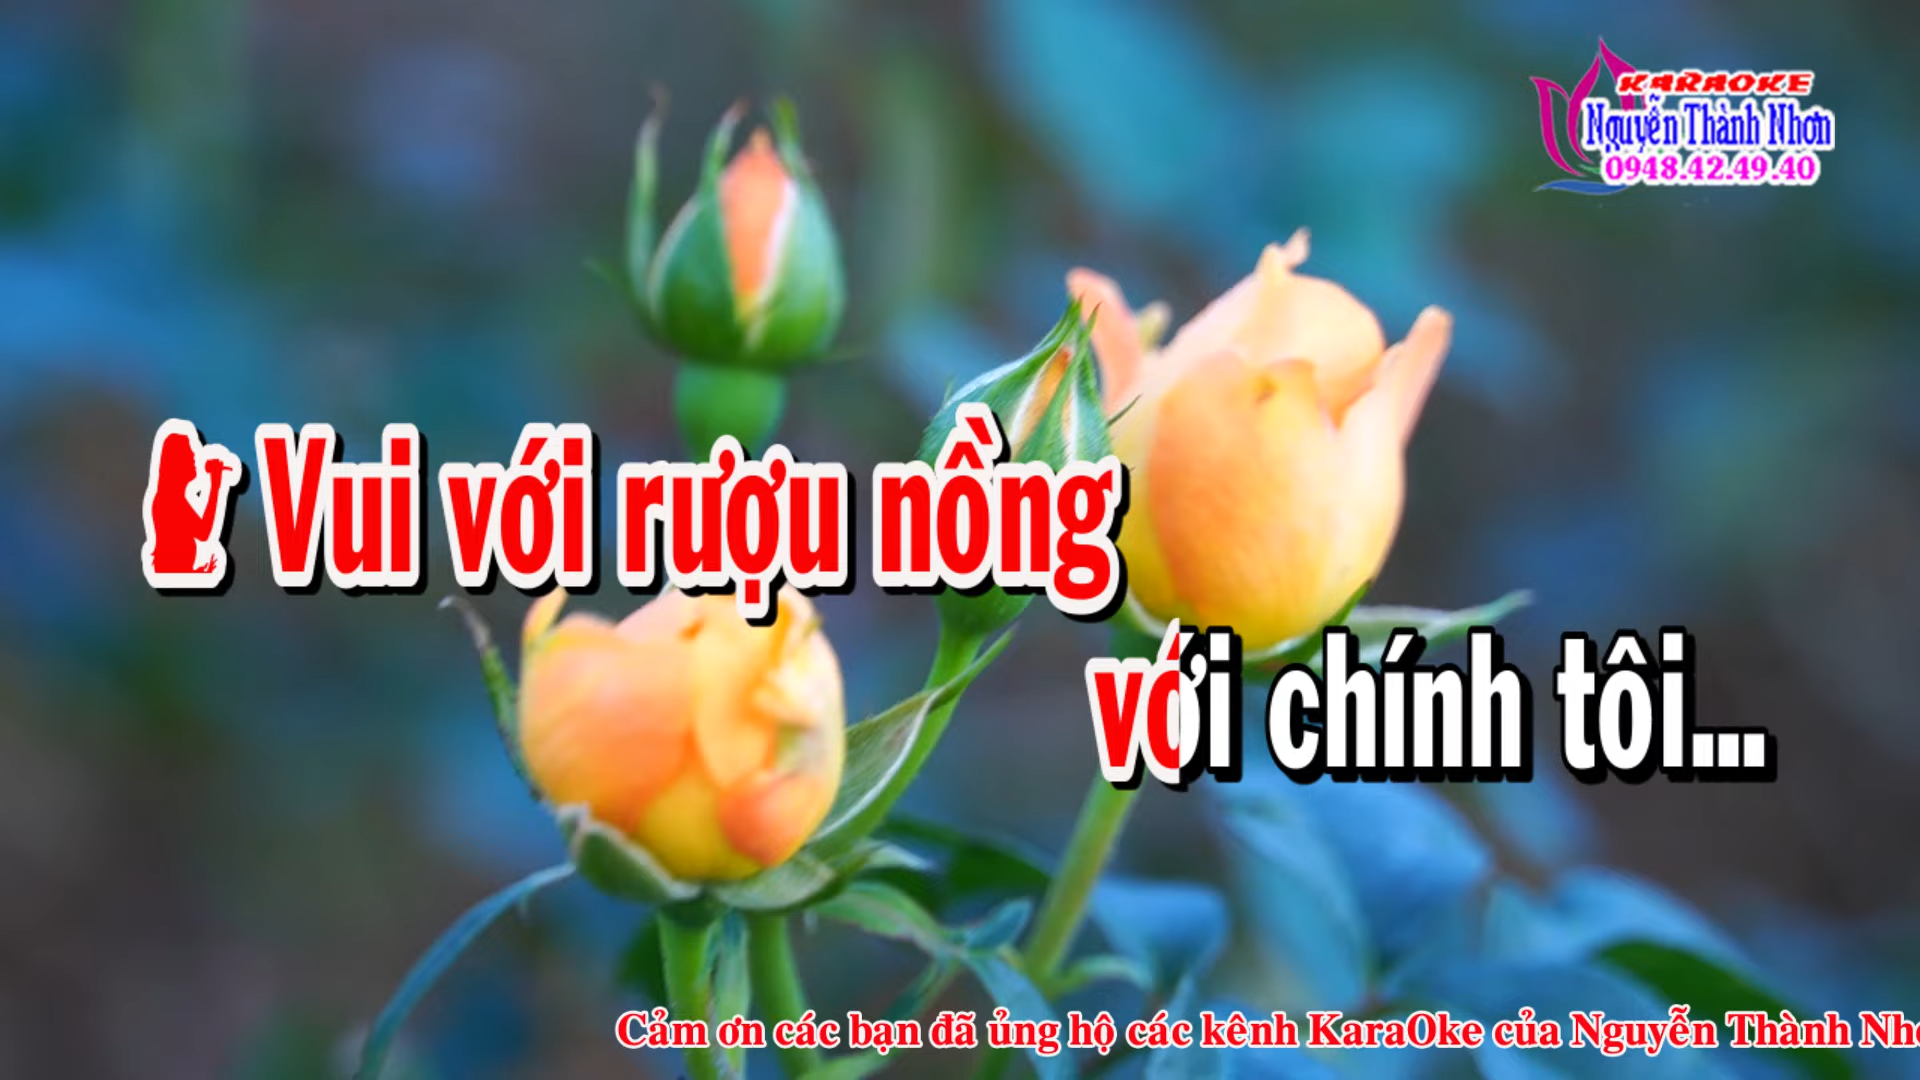 KARAOKE
Nguyễn Thành Nhơn
0948.42.49.40
Vui với rượu nồng
với chính tôi...
Cảm ơn các bạn đã ủng hộ các kênh KaraOke của Nguyễn Thành Nhơ